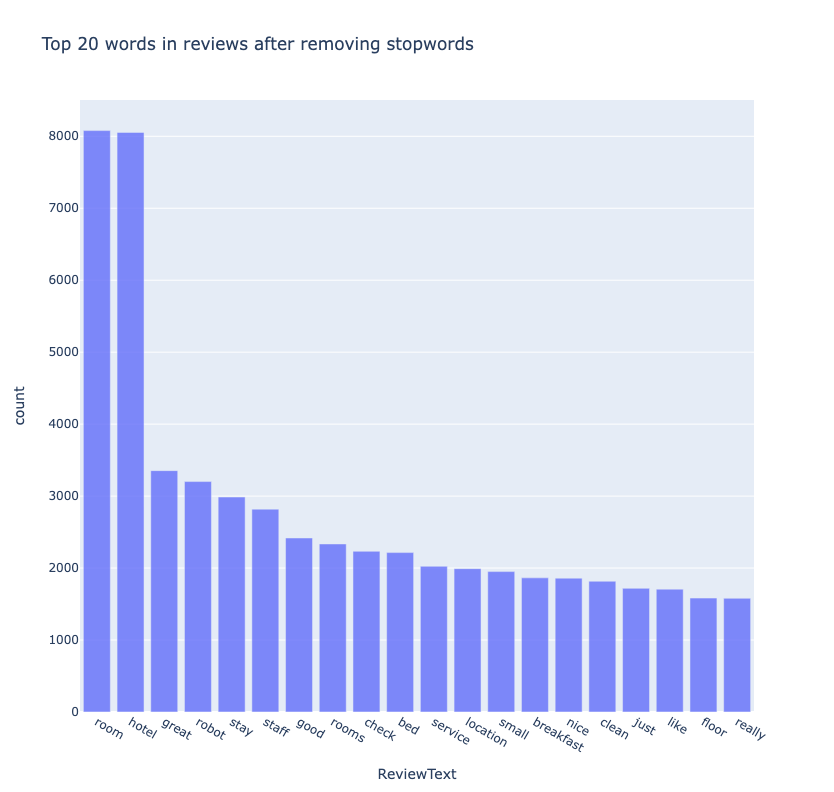 Top 20 words in reviews after removing stopwords
8000
7000
6000
5000
4000
3000
2000
1000
0
count
room
hotel
great
robot
stay
staff
good
rooms
check
bed
service
location
small
breakfast
nice
clean
just
like
floor
really
ReviewText